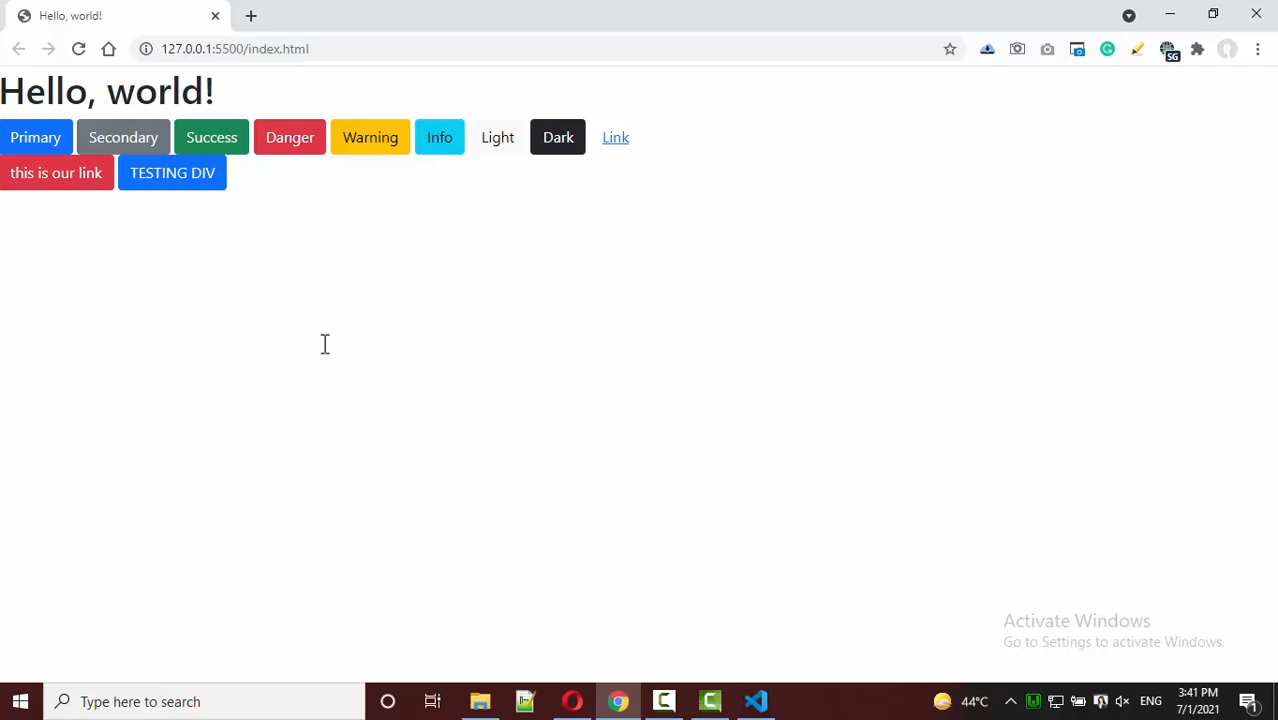 Hello, world!
127.0.0.1:5500/index.html
SG
Hello, world!
Primary Secondary Success Danger Warning Info Light Dark Link
this is our link TESTING DIV
Activate Windows
Go to Settings to activate Windows.
Type here to search
44°C ENG 3:41 PM
7/1/2021
1